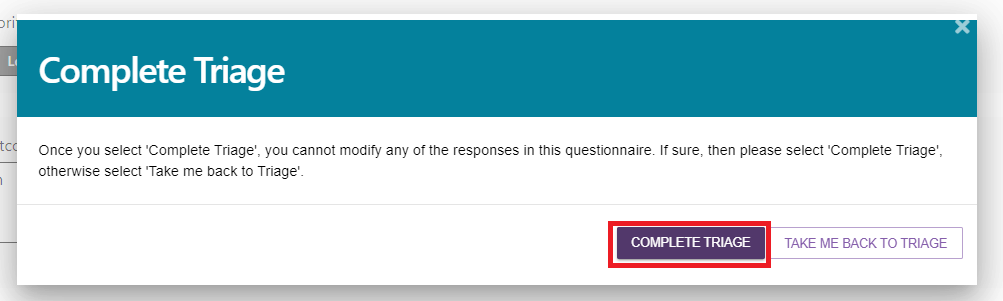 Complete Triage
Once you select 'Complete Triage', you cannot modify any of the responses in this questionnaire. If sure, then please select 'Complete Triage',
otherwise select 'Take me back to Triage'.
COMPLETE TRIAGE
TAKE ME BACK TO TRIAGE